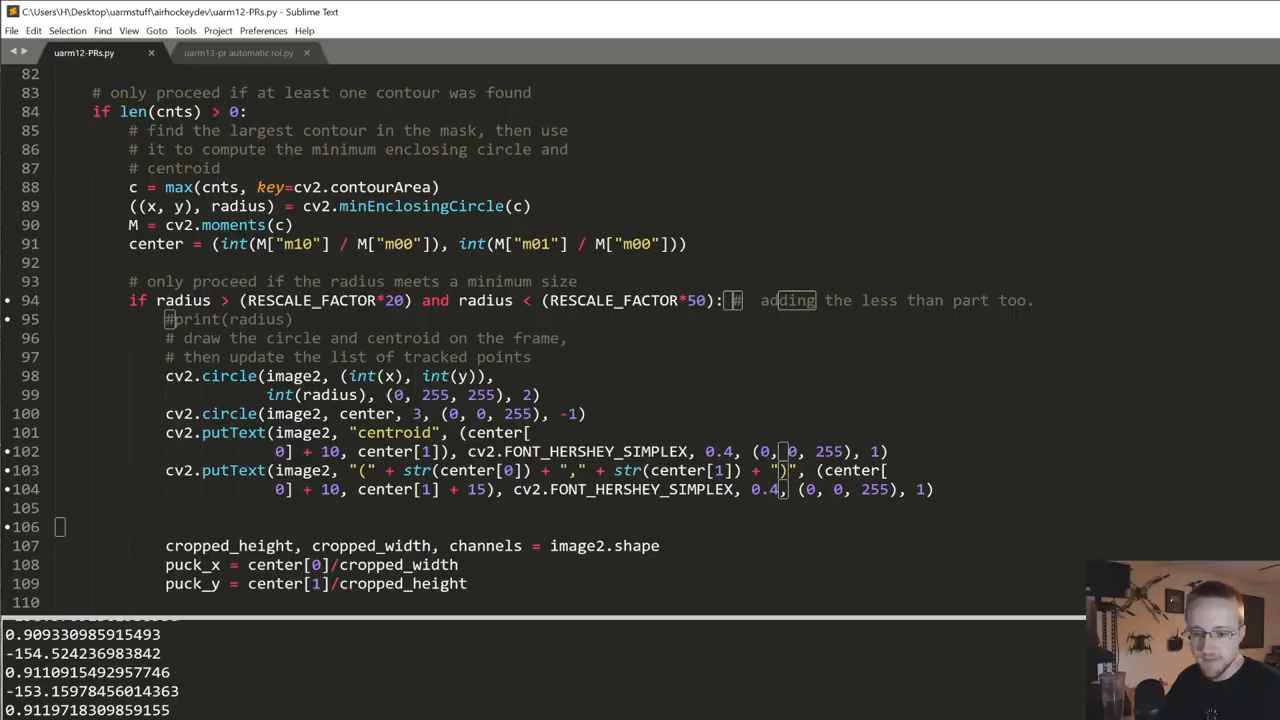 C:\Users\H\Desktop\uarmstuff\airhockeydev\uarm12-PRs.py - Sublime Text
File Edit Selection Find View Goto Tools Project Preferences Help
uarm12-PRs.py × uarm13-pr automatic roi.py ×
82
83 # only proceed if at least one contour was found
84 if len(cnts) > 0:
85 # find the largest contour in the mask, then use
86 # it to compute the minimum enclosing circle and
87 # centroid
88 c = max(cnts, key=cv2.contourArea)
89 ((x, y), radius) = cv2.minEnclosingCircle(c)
90 M = cv2.moments(c)
91 center = (int(M["m10"] / M["m00"]), int(M["m01"] / M["m00"]))
92
93 # only proceed if the radius meets a minimum size
94 if radius > (RESCALE_FACTOR*20) and radius < (RESCALE_FACTOR*50): # adding the less than part too.
95 #print(radius)
96 # draw the circle and centroid on the frame,
97 # then update the list of tracked points
98 cv2.circle(image2, (int(x), int(y)),
99 int(radius), (0, 255, 255), 2)
100 cv2.circle(image2, center, 3, (0, 0, 255), -1)
101 cv2.putText(image2, "centroid", (center[
102 0] + 10, center[1]), cv2.FONT_HERSHEY_SIMPLEX, 0.4, (0, 0, 255), 1)
103 cv2.putText(image2, "(" + str(center[0]) + "," + str(center[1]) + ")", (center[
104 0] + 10, center[1] + 15), cv2.FONT_HERSHEY_SIMPLEX, 0.4, (0, 0, 255), 1)
105
106
107 cropped_height, cropped_width, channels = image2.shape
108 puck_x = center[0]/cropped_width
109 puck_y = center[1]/cropped_height
110
0.909330985915493
-154.524236983842
0.9110915492957746
-153.15978456014363
0.9119718309859155